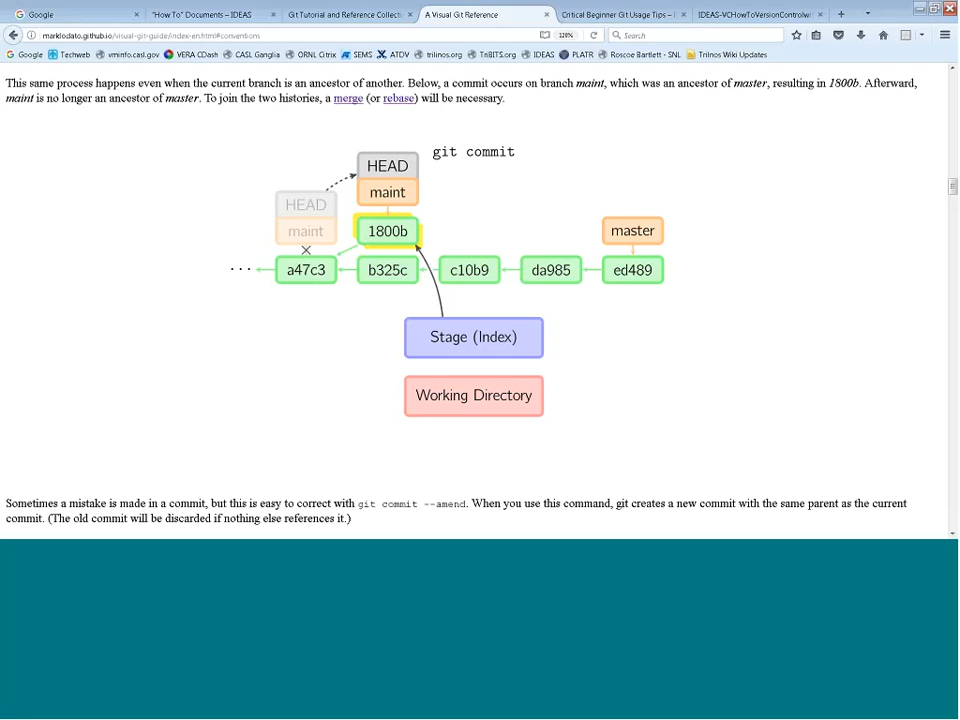 Google
"How To" Documents – IDEAS
Git Tutorial and Reference Collecti
A Visual Git Reference
Critical Beginner Git Usage Tips – I
IDEAS-VCHowToVersionControlw
marklodato.github.io/visual-git-guide/index-en.html#conventions
120%
Search
Google Techweb vminfo.casl.gov VERA CDash CASL Ganglia ORNL Citrix SEMS ATDV trilinos.org TriBITS.org IDEAS PLATR Roscoe Bartlett - SNL Trilinos Wiki Updates
This same process happens even when the current branch is an ancestor of another. Below, a commit occurs on branch maint, which was an ancestor of master, resulting in 1800b. Afterward,
maint is no longer an ancestor of master. To join the two histories, a merge (or rebase) will be necessary.
git commit
HEAD
maint
HEAD
maint
1800b
master
... a47c3 b325c c10b9 da985 ed489
Stage (Index)
Working Directory
Sometimes a mistake is made in a commit, but this is easy to correct with git commit --amend. When you use this command, git creates a new commit with the same parent as the current
commit. (The old commit will be discarded if nothing else references it.)